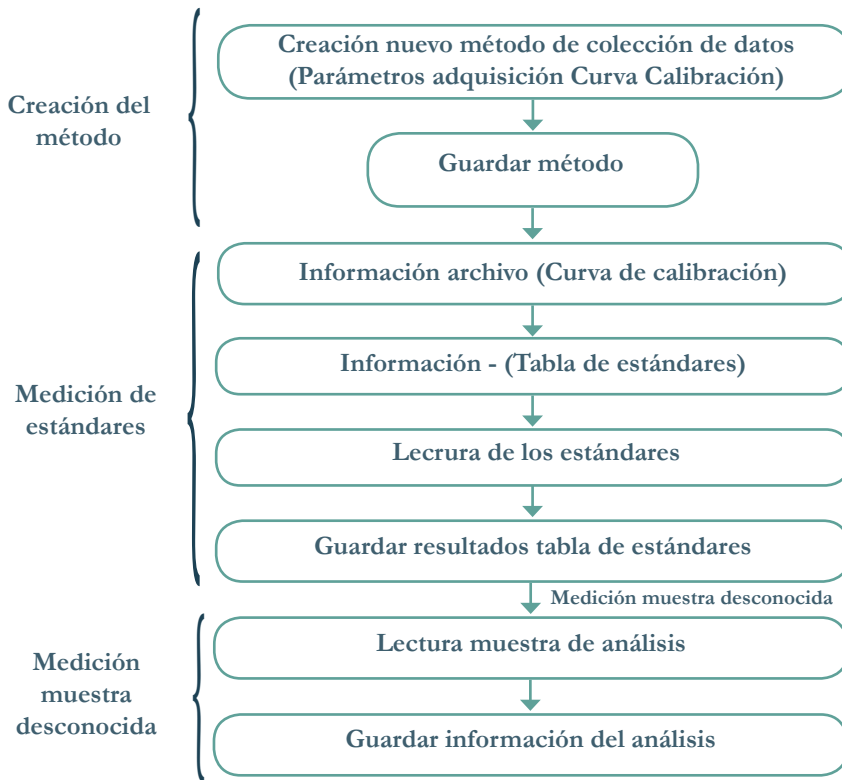 Creación del
método
Creación nuevo método de colección de datos
(Parámetros adquisición Curva Calibración)
Guardar método
Medición de
estándares
Información archivo (Curva de calibración)
Información - (Tabla de estándares)
Lecrura de los estándares
Guardar resultados tabla de estándares
Medición muestra desconocida
Medición
muestra
desconocida
Lectura muestra de análisis
Guardar información del análisis